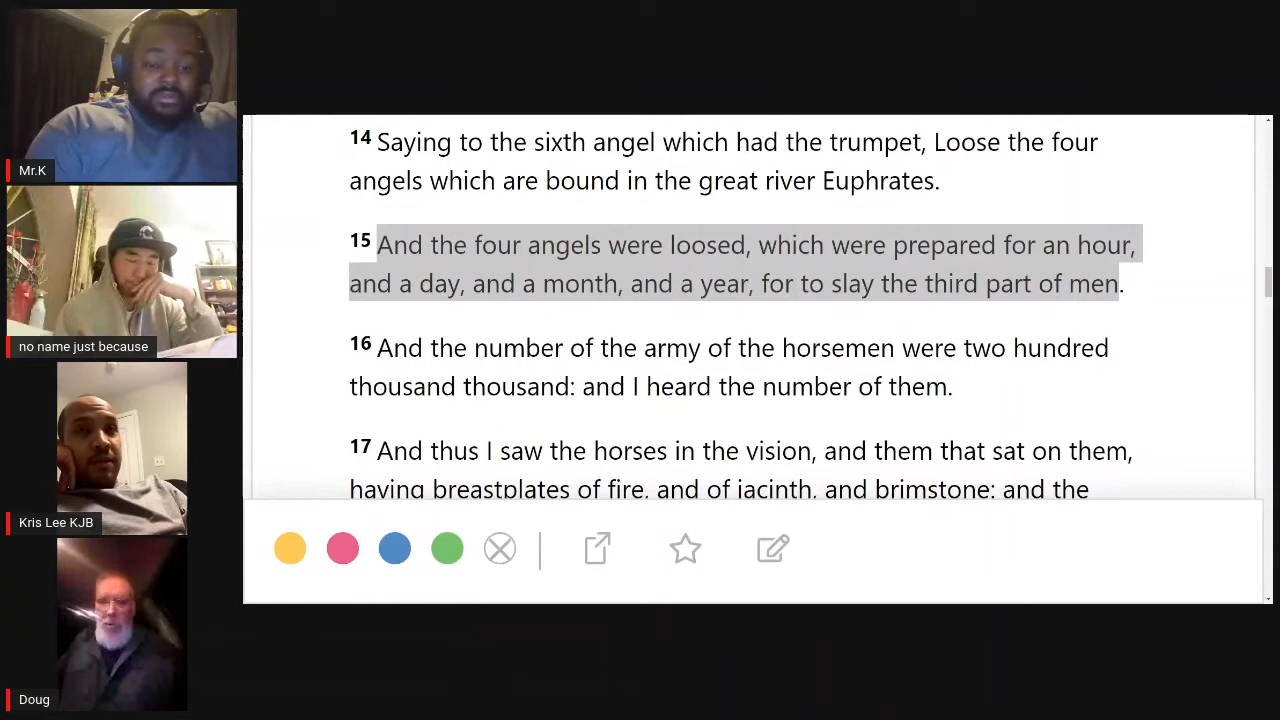 Mr.K
no name just because
Kris Lee KJB
Doug
14 Saying to the sixth angel which had the trumpet, Loose the four
angels which are bound in the great river Euphrates.
15 And the four angels were loosed, which were prepared for an hour,
and a day, and a month, and a year, for to slay the third part of men.
16 And the number of the army of the horsemen were two hundred
thousand thousand: and I heard the number of them.
17 And thus I saw the horses in the vision, and them that sat on them,
having breastplates of fire, and of jacinth, and brimstone: and the